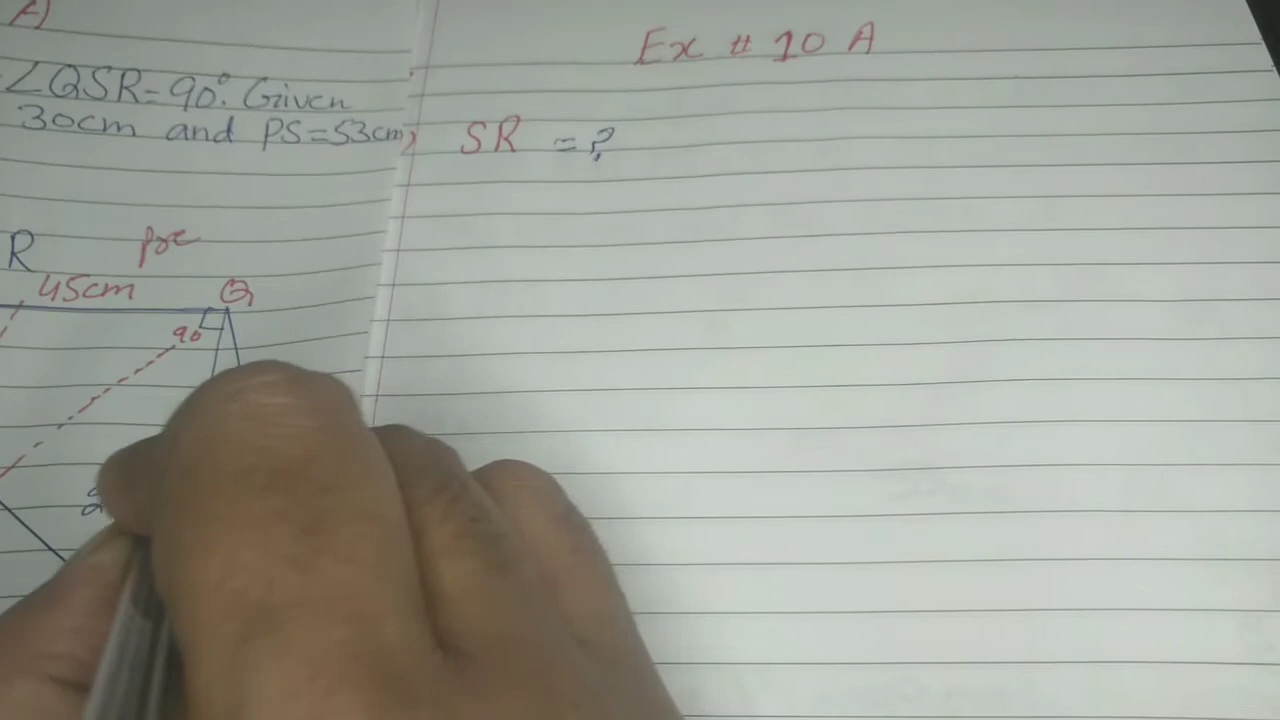 A)
Ex # 10 A
∠QSR=90°. Given
30cm and PS=53cm,
SR = ?
R
45cm
Q
90